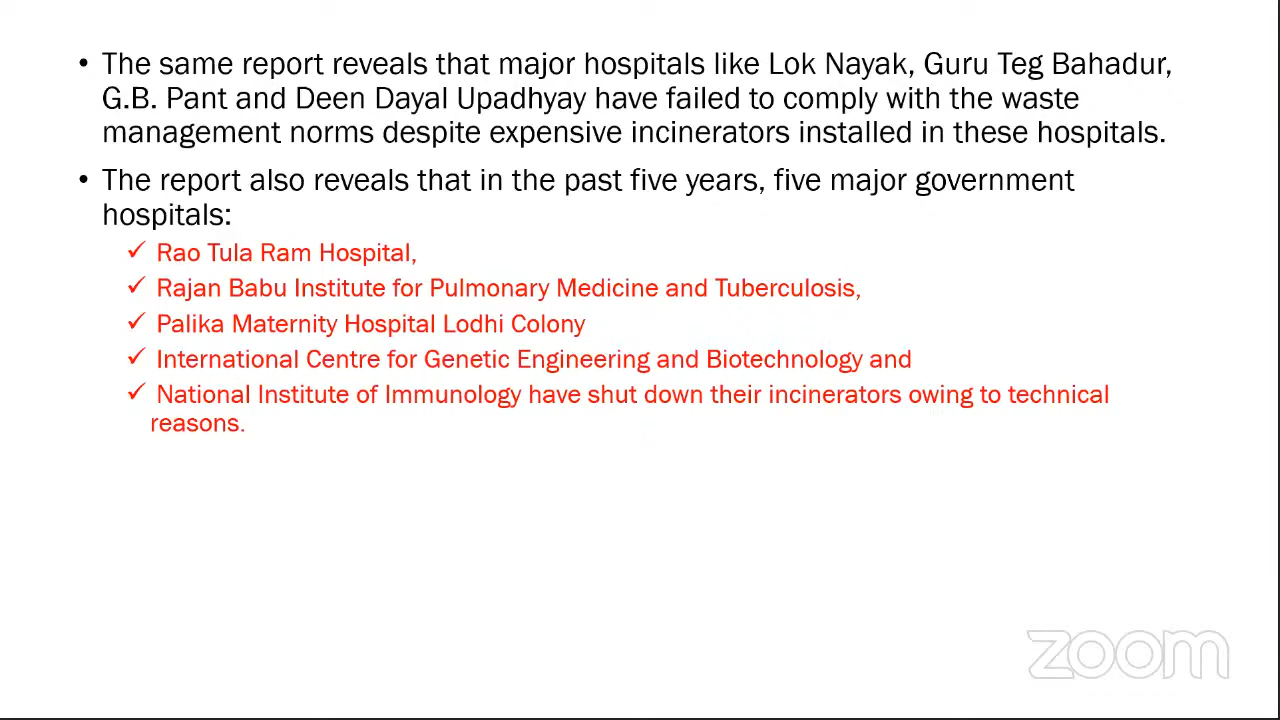 • The same report reveals that major hospitals like Lok Nayak, Guru Teg Bahadur,
G.B. Pant and Deen Dayal Upadhyay have failed to comply with the waste
management norms despite expensive incinerators installed in these hospitals.
• The report also reveals that in the past five years, five major government
hospitals:
✓ Rao Tula Ram Hospital,
✓ Rajan Babu Institute for Pulmonary Medicine and Tuberculosis,
✓ Palika Maternity Hospital Lodhi Colony
✓ International Centre for Genetic Engineering and Biotechnology and
✓ National Institute of Immunology have shut down their incinerators owing to technical
reasons.
zoom